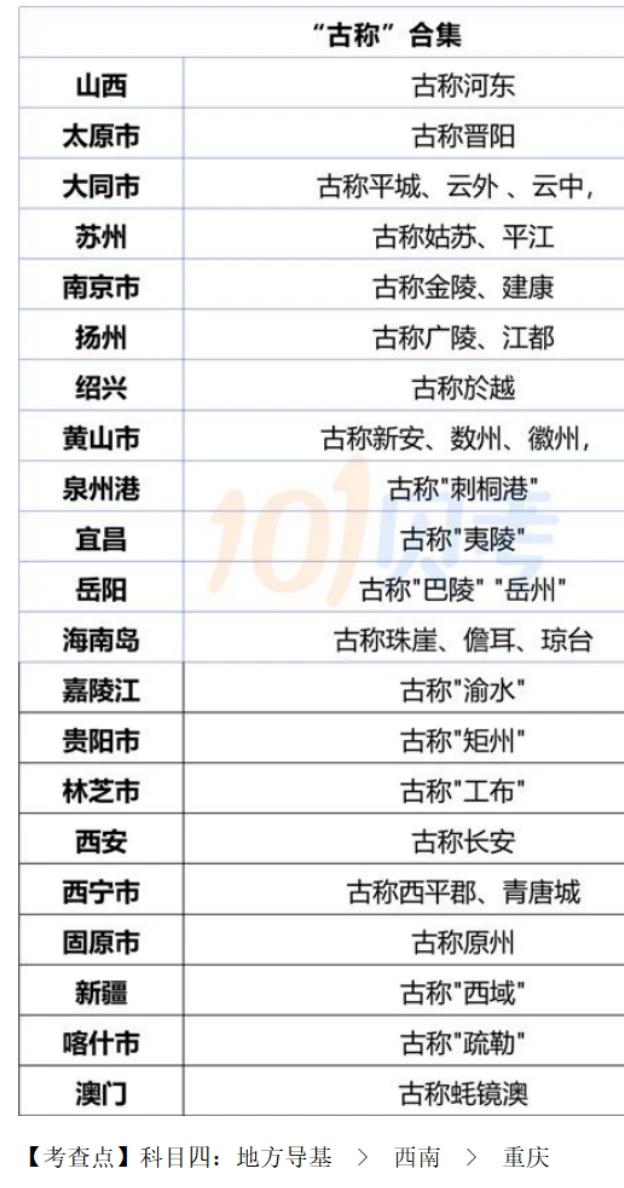 “古称”合集
山西 古称河东
太原市 古称晋阳
大同市 古称平城、云外 、云中，
苏州 古称姑苏、平江
南京市 古称金陵、建康
扬州 古称广陵、江都
绍兴 古称於越
黄山市 古称新安、数州、徽州，
泉州港 古称"刺桐港"
宜昌 古称"夷陵"
岳阳 古称"巴陵" "岳州"
海南岛 古称珠崖、儋耳、琼台
嘉陵江 古称"渝水"
贵阳市 古称"矩州"
林芝市 古称"工布"
西安 古称长安
西宁市 古称西平郡、青唐城
固原市 古称原州
新疆 古称"西域"
喀什市 古称"疏勒"
澳门 古称蚝镜澳
101贝考
【考查点】科目四：地方导基 > 西南 > 重庆